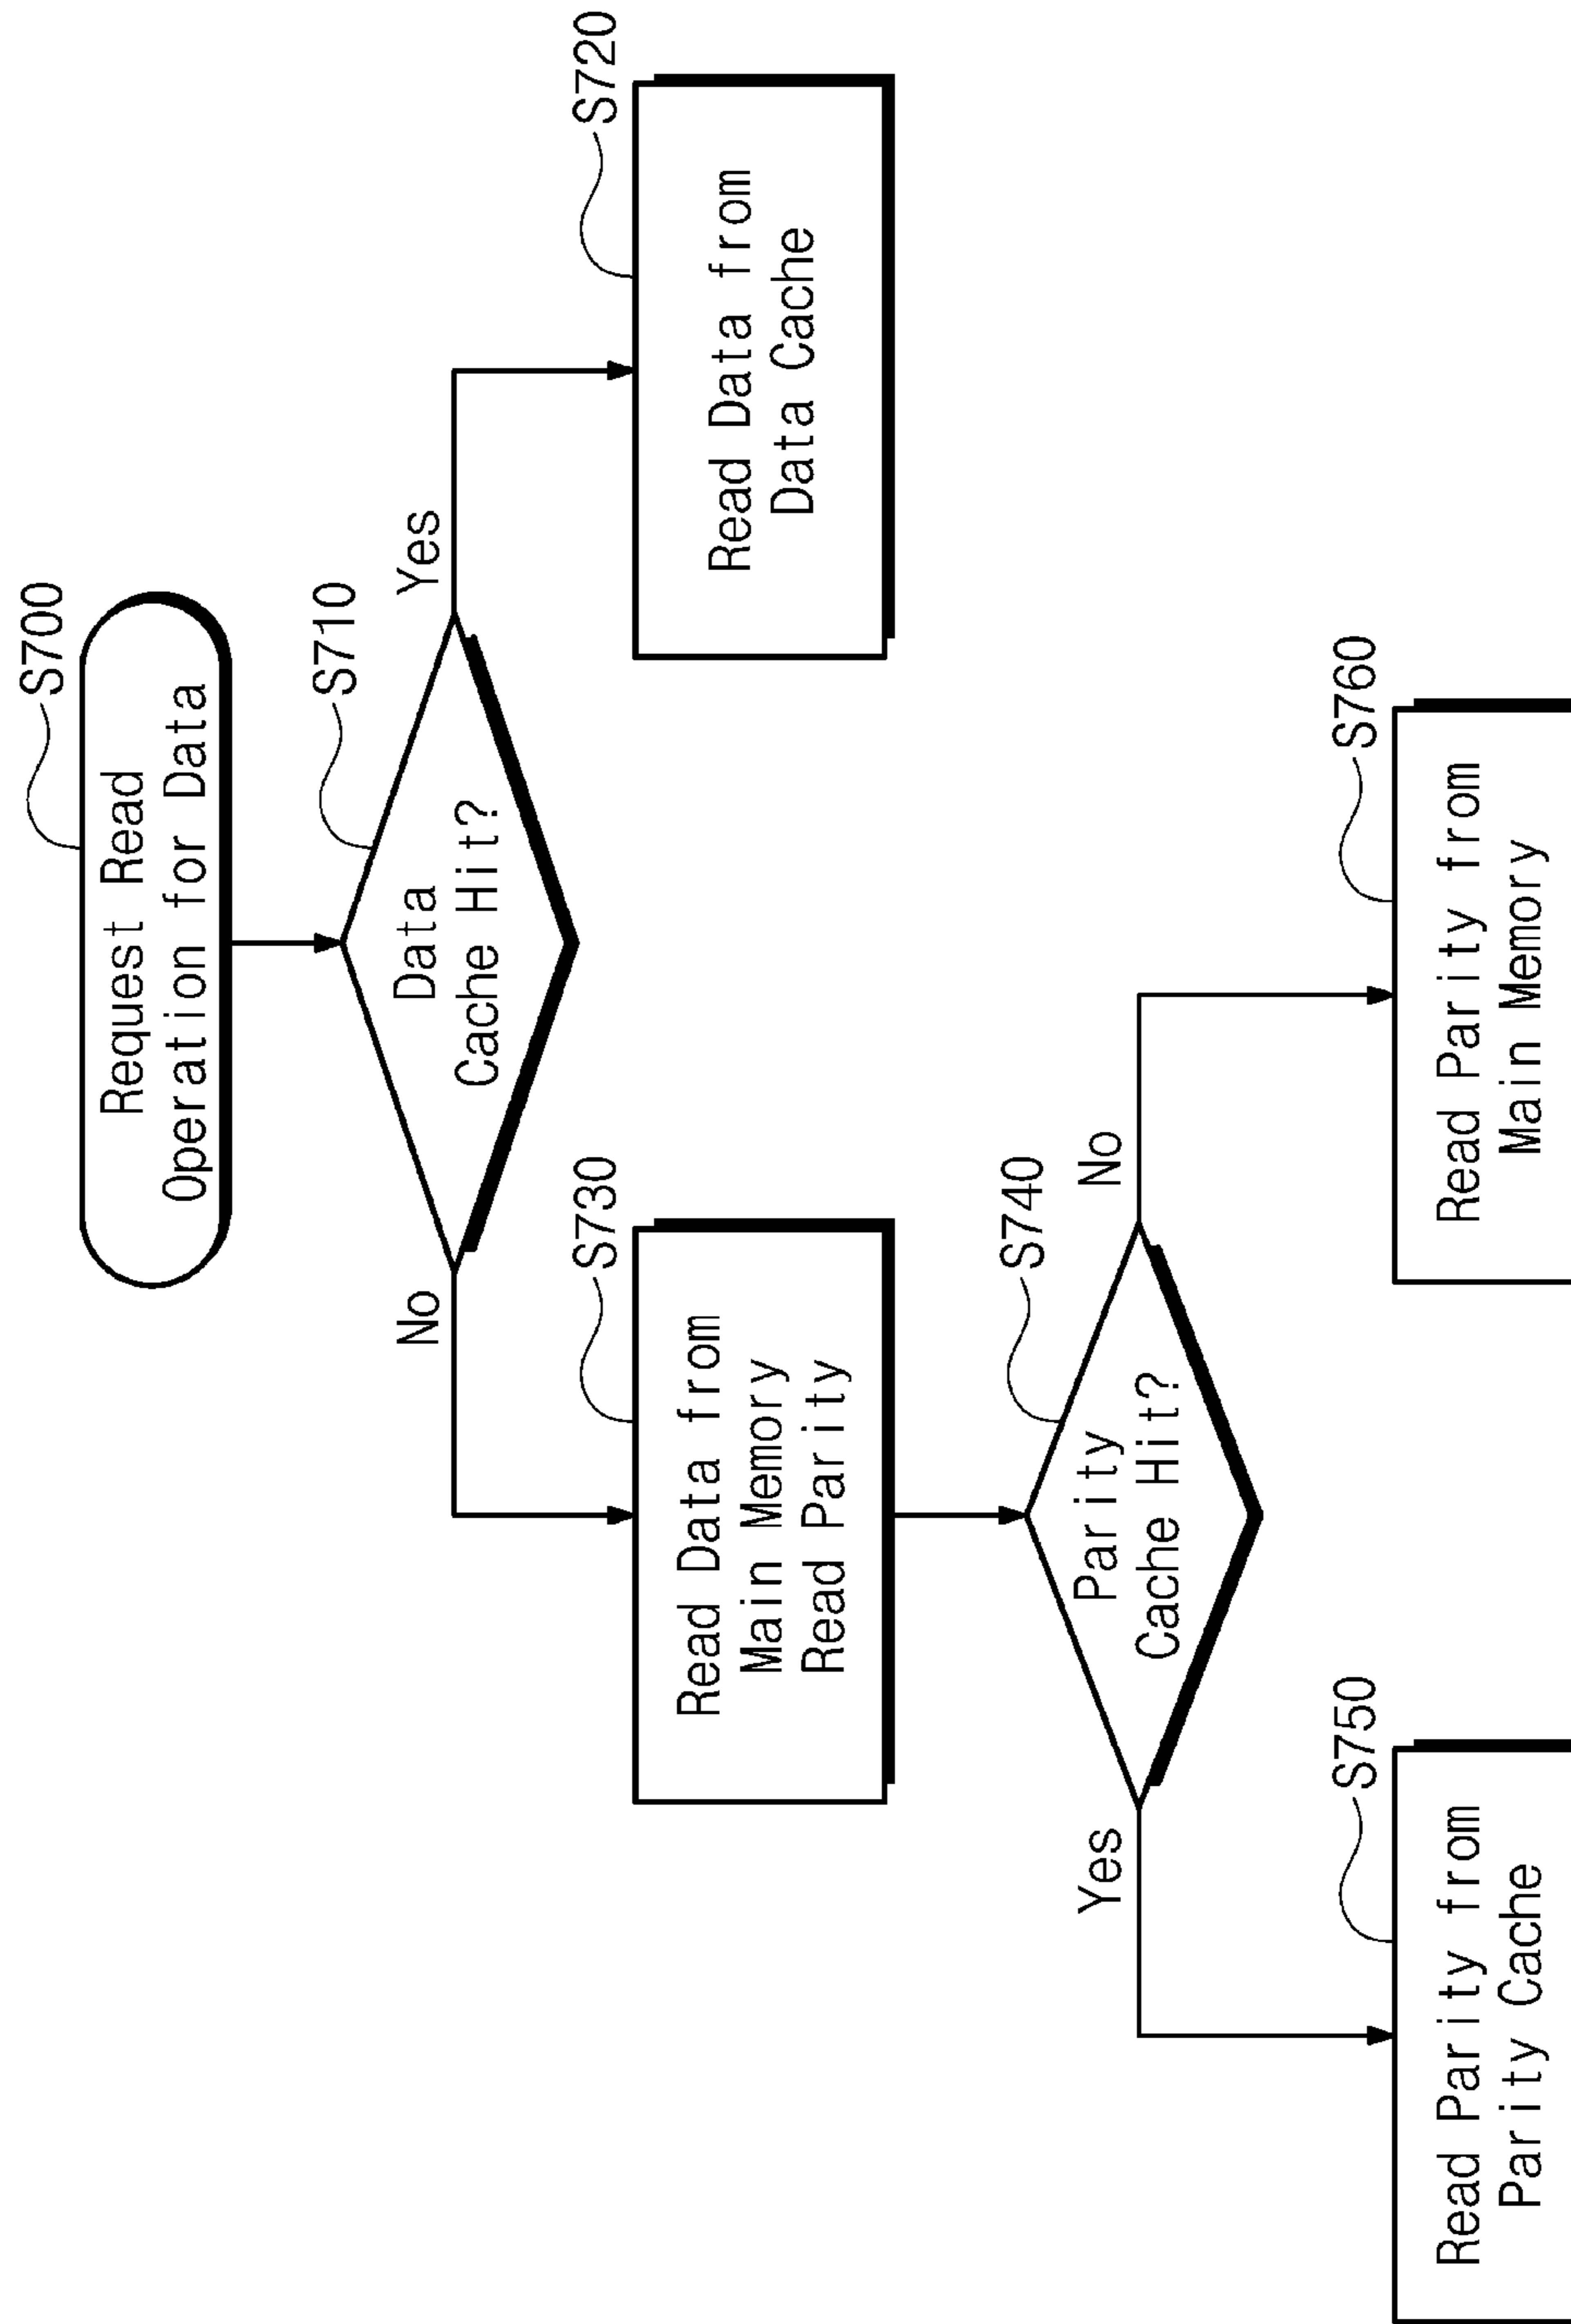 S700
Request Read
Operation for Data
S710
Data
Cache Hit?
No
Yes
S730
Read Data from
Main Memory
Read Parity
S720
Read Data from
Data Cache
S740
Parity
Cache Hit?
Yes
No
S750
Read Parity from
Parity Cache
S760
Read Parity from
Main Memory